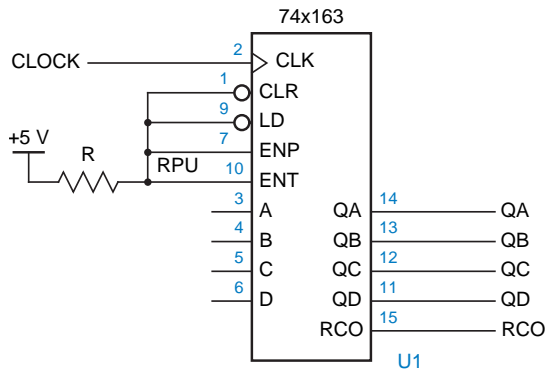 74x163
CLOCK
2
CLK
1
CLR
9
LD
+5 V
R
7
ENP
RPU
10
ENT
3
A
QA
14
QA
4
B
QB
13
QB
5
C
QC
12
QC
6
D
QD
11
QD
RCO
15
RCO
U1